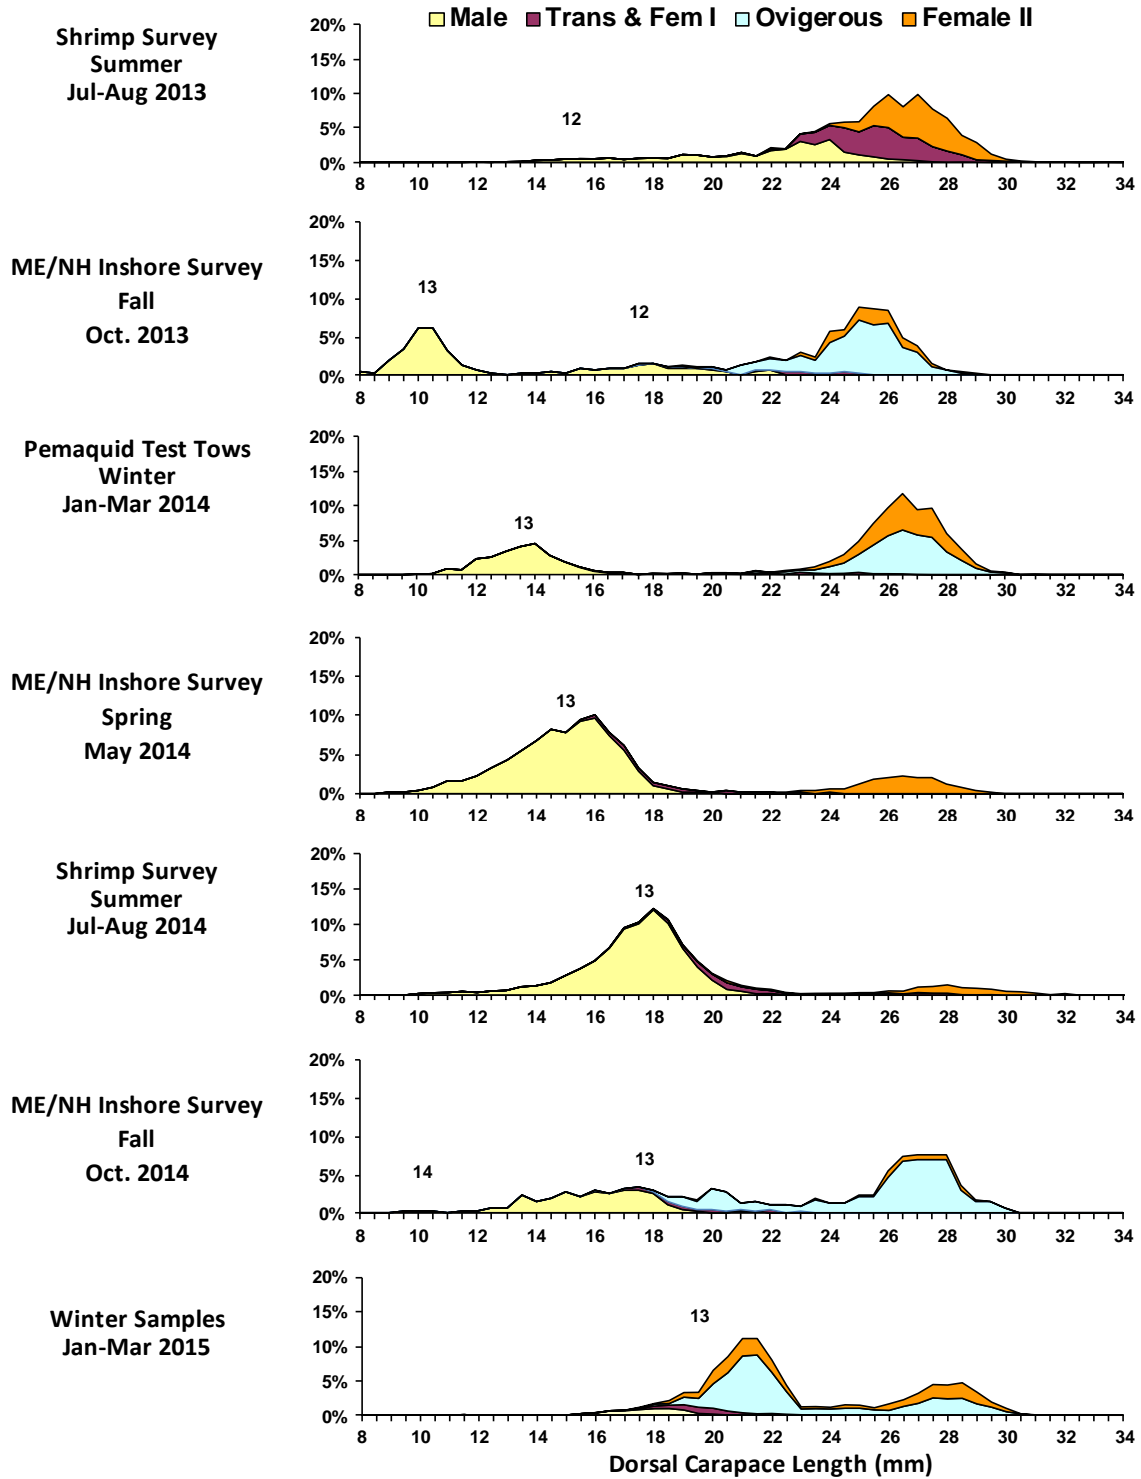 Male Trans & Fem I Ovigerous Female II
Shrimp Survey
Summer
Jul-Aug 2013
20%
15%
10%
5%
0%
12
8 10 12 14 16 18 20 22 24 26 28 30 32 34
ME/NH Inshore Survey
Fall
Oct. 2013
20%
15%
10%
5%
0%
13
12
8 10 12 14 16 18 20 22 24 26 28 30 32 34
Pemaquid Test Tows
Winter
Jan-Mar 2014
20%
15%
10%
5%
0%
13
8 10 12 14 16 18 20 22 24 26 28 30 32 34
ME/NH Inshore Survey
Spring
May 2014
20%
15%
10%
5%
0%
13
8 10 12 14 16 18 20 22 24 26 28 30 32 34
Shrimp Survey
Summer
Jul-Aug 2014
20%
15%
10%
5%
0%
13
8 10 12 14 16 18 20 22 24 26 28 30 32 34
ME/NH Inshore Survey
Fall
Oct. 2014
20%
15%
10%
5%
0%
14
13
8 10 12 14 16 18 20 22 24 26 28 30 32 34
Winter Samples
Jan-Mar 2015
20%
15%
10%
5%
0%
13
8 10 12 14 16 18 20 22 24 26 28 30 32 34
Dorsal Carapace Length (mm)